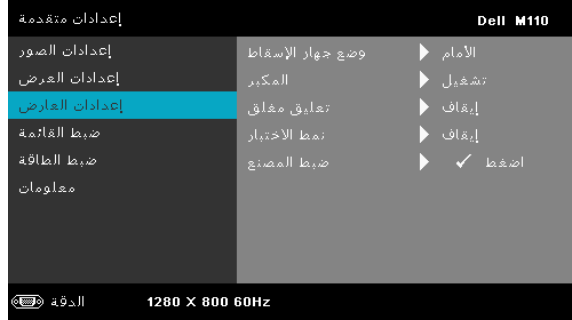 إعدادات متقدمة Dell M110
إعدادات الصور
إعدادات العرض
إعدادات العارض
ضبط القائمة
ضبط الطاقة
معلومات
وضع جهاز الإسقاط الأمام
المكبر تشغيل
تعليق مغلق إيقاف
نمط الاختبار إيقاف
ضبط المصنع اضغط ✓
الدقة 1280 X 800 60Hz